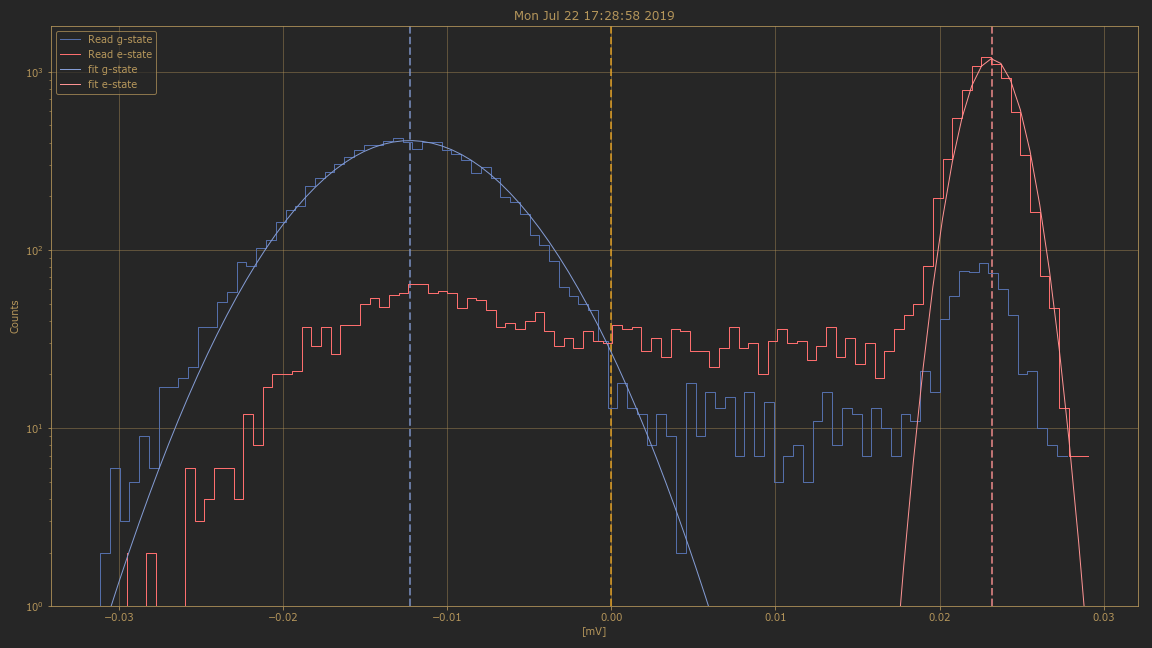 Mon Jul 22 17:28:58 2019
Read g-state
Read e-state
fit g-state
fit e-state
10³
10²
10¹
10⁰
Counts
−0.03 −0.02 −0.01 0.00 0.01 0.02 0.03
[mV]